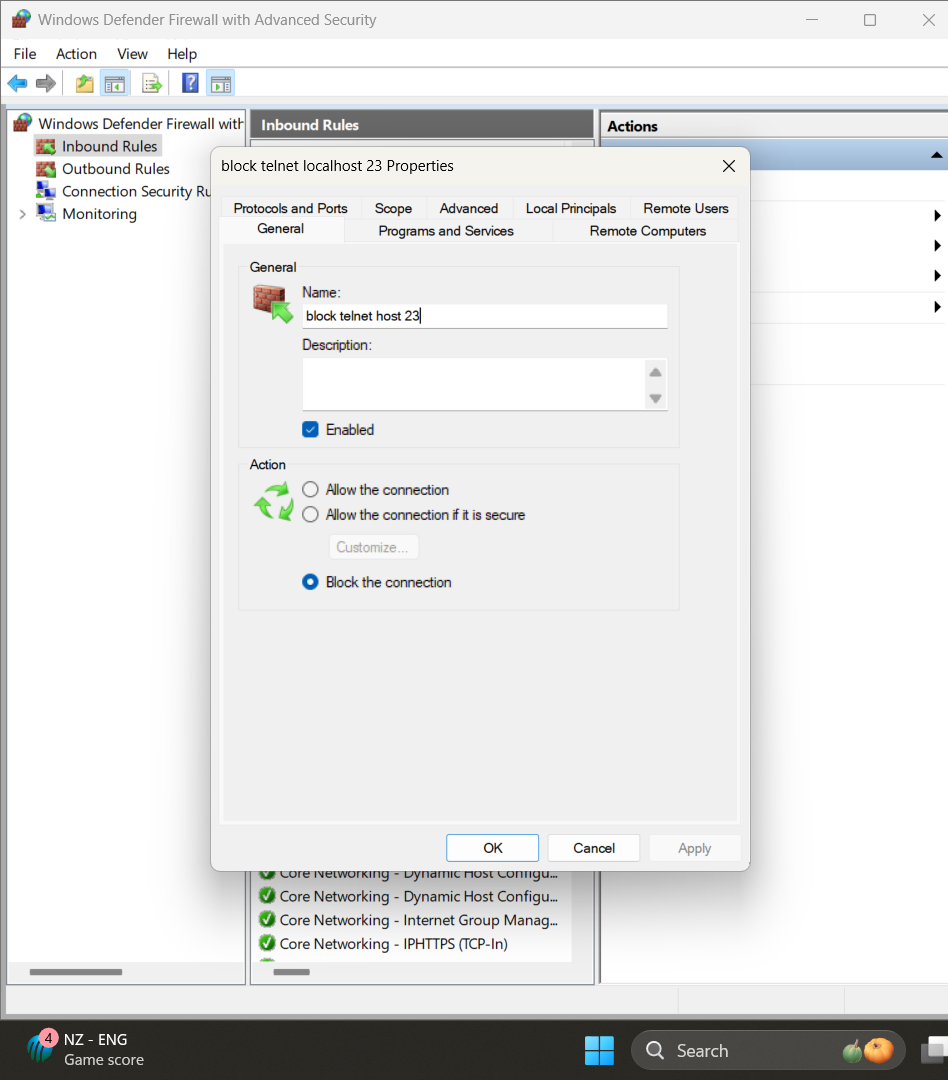 Windows Defender Firewall with Advanced Security
File Action View Help
Windows Defender Firewall with
Inbound Rules
Outbound Rules
Connection Security Ru
Monitoring
Inbound Rules
Actions
block telnet localhost 23 Properties
Protocols and Ports Scope Advanced Local Principals Remote Users
General Programs and Services Remote Computers
General
Name:
block telnet host 23
Description:
Enabled
Action
Allow the connection
Allow the connection if it is secure
Customize...
Block the connection
OK Cancel Apply
Core Networking - Dynamic Host Configu...
Core Networking - Dynamic Host Configu...
Core Networking - Internet Group Manag...
Core Networking - IPHTTPS (TCP-In)
4
NZ - ENG
Game score
Search